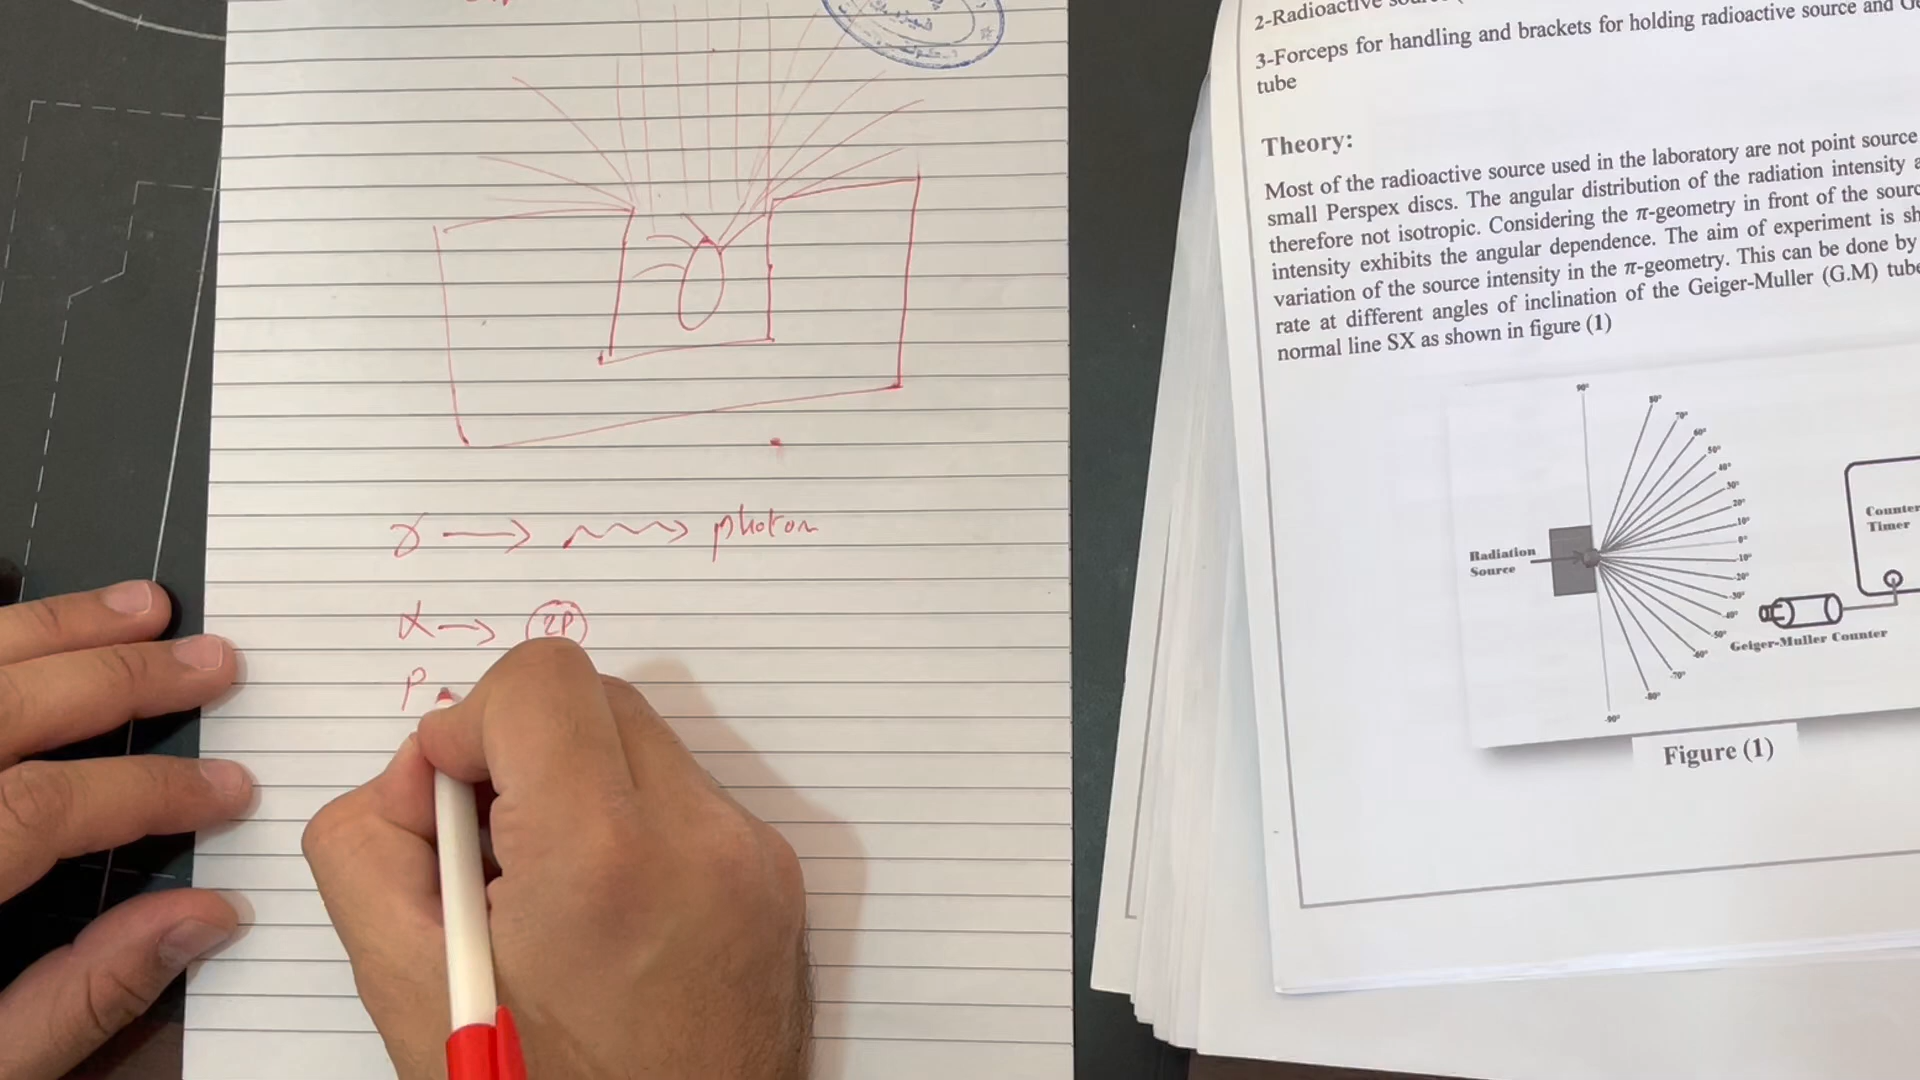 γ → photon
α → 2P
β
2-Radioactive
3-Forceps for handling and brackets for holding radioactive source and
tube
Theory:
Most of the radioactive source used in the laboratory are not point source
small Perspex discs. The angular distribution of the radiation intensity
therefore not isotropic. Considering the π-geometry in front of the
intensity exhibits the angular dependence. The aim of experiment is
variation of the source intensity in the π-geometry. This can be done by
rate at different angles of inclination of the Geiger-Muller (G.M)
normal line SX as shown in figure (1)
90°
80°
70°
60°
50°
40°
30°
20°
10°
0°
-10°
-20°
-30°
-40°
-50°
-60°
-70°
-80°
-90°
Radiation
Source
Counter
Timer
Geiger-Muller Counter
Figure (1)